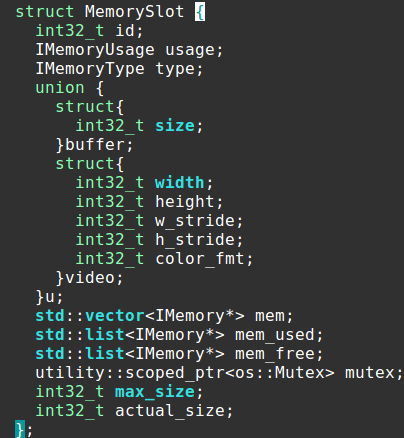 struct MemorySlot {
  int32_t id;
  IMemoryUsage usage;
  IMemoryType type;
  union {
    struct{
      int32_t size;
    }buffer;
    struct{
      int32_t width;
      int32_t height;
      int32_t w_stride;
      int32_t h_stride;
      int32_t color_fmt;
    }video;
  }u;
  std::vector<IMemory*> mem;
  std::list<IMemory*> mem_used;
  std::list<IMemory*> mem_free;
  utility::scoped_ptr<os::Mutex> mutex;
  int32_t max_size;
  int32_t actual_size;
};